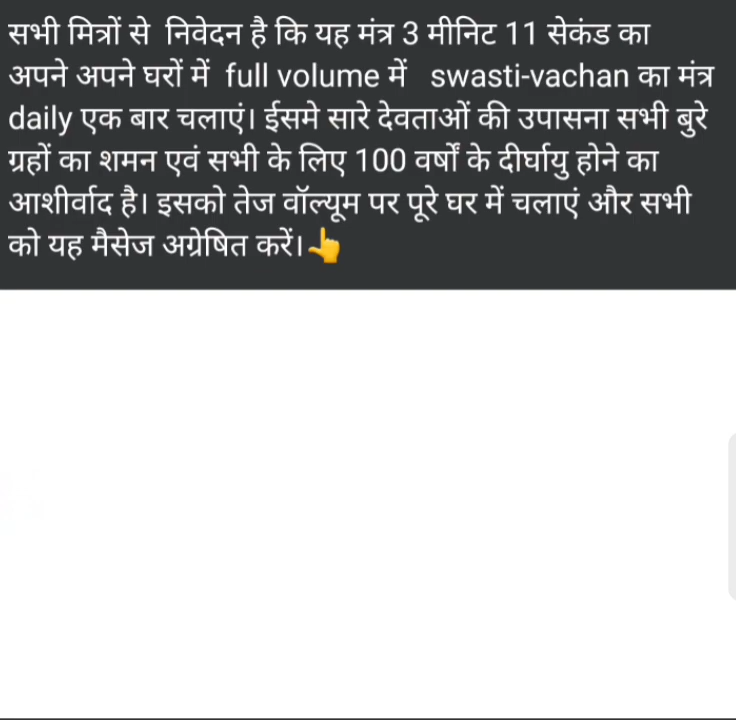 सभी मित्रों से निवेदन है कि यह मंत्र 3 मीनिट 11 सेकंड का
अपने अपने घरों में full volume में swasti-vachan का मंत्र
daily एक बार चलाएं। ईसमे सारे देवताओं की उपासना सभी बुरे
ग्रहों का शमन एवं सभी के लिए 100 वर्षों के दीर्घायु होने का
आशीर्वाद है। इसको तेज वॉल्यूम पर पूरे घर में चलाएं और सभी
को यह मैसेज अग्रेषित करें।👆